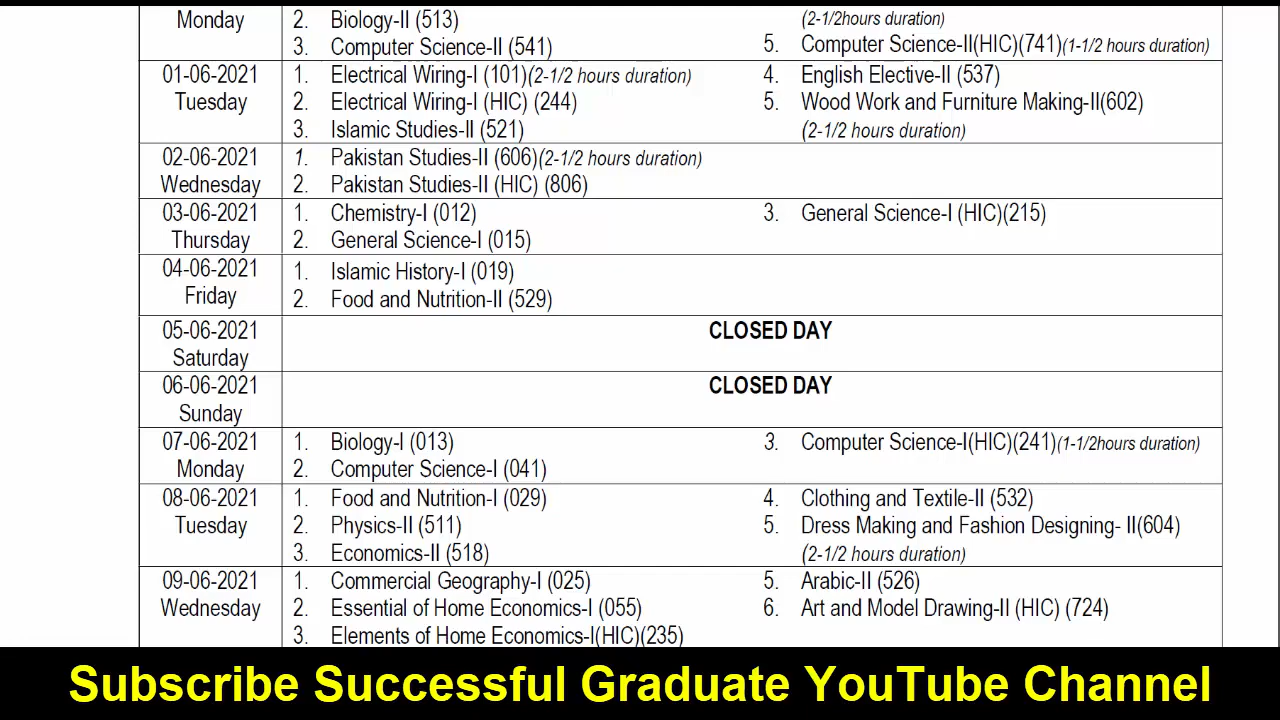 Monday
2. Biology-II (513)
3. Computer Science-II (541)
(2-1/2hours duration)
5. Computer Science-II(HIC)(741)(1-1/2 hours duration)
01-06-2021
Tuesday
1. Electrical Wiring-I (101)(2-1/2 hours duration)
2. Electrical Wiring-I (HIC) (244)
3. Islamic Studies-II (521)
4. English Elective-II (537)
5. Wood Work and Furniture Making-II(602)
(2-1/2 hours duration)
02-06-2021
Wednesday
1. Pakistan Studies-II (606)(2-1/2 hours duration)
2. Pakistan Studies-II (HIC) (806)
03-06-2021
Thursday
1. Chemistry-I (012)
2. General Science-I (015)
3. General Science-I (HIC)(215)
04-06-2021
Friday
1. Islamic History-I (019)
2. Food and Nutrition-II (529)
05-06-2021
Saturday
CLOSED DAY
06-06-2021
Sunday
CLOSED DAY
07-06-2021
Monday
1. Biology-I (013)
2. Computer Science-I (041)
3. Computer Science-I(HIC)(241)(1-1/2hours duration)
08-06-2021
Tuesday
1. Food and Nutrition-I (029)
2. Physics-II (511)
3. Economics-II (518)
4. Clothing and Textile-II (532)
5. Dress Making and Fashion Designing- II(604)
(2-1/2 hours duration)
09-06-2021
Wednesday
1. Commercial Geography-I (025)
2. Essential of Home Economics-I (055)
3. Elements of Home Economics-I(HIC)(235)
5. Arabic-II (526)
6. Art and Model Drawing-II (HIC) (724)
Subscribe Successful Graduate YouTube Channel